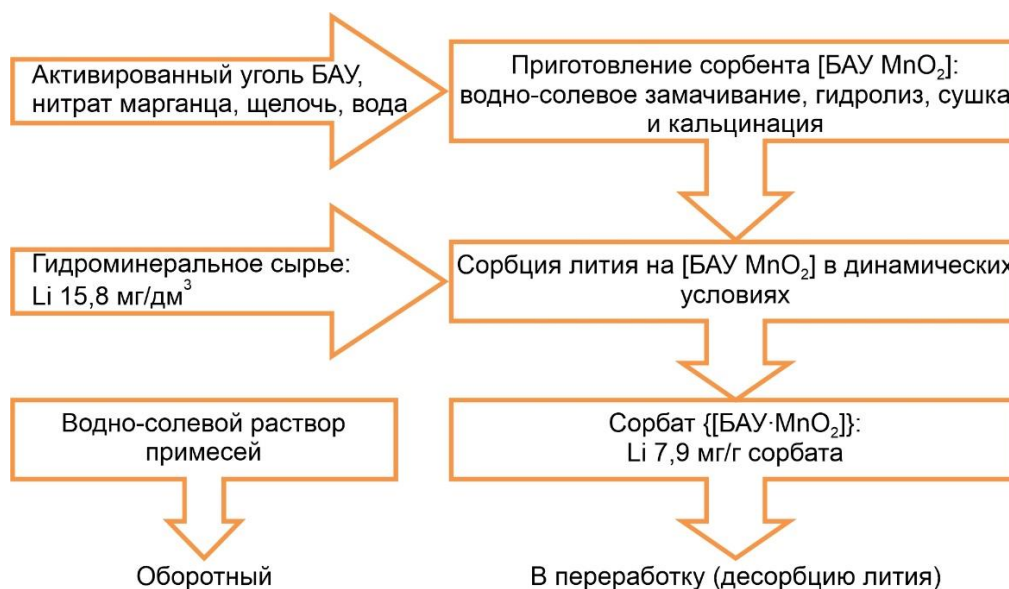 Активированный уголь БАУ,
нитрат марганца, щелочь, вода
Приготовление сорбента [БАУ MnO₂]:
водно-солевое замачивание, гидролиз, сушка
и кальцинация
Гидроминеральное сырье:
Li 15,8 мг/дм³
Сорбция лития на [БАУ MnO₂] в динамических
условиях
Водно-солевой раствор
примесей
Сорбат {[БАУ·MnO₂]}:
Li 7,9 мг/г сорбата
Оборотный
В переработку (десорбцию лития)